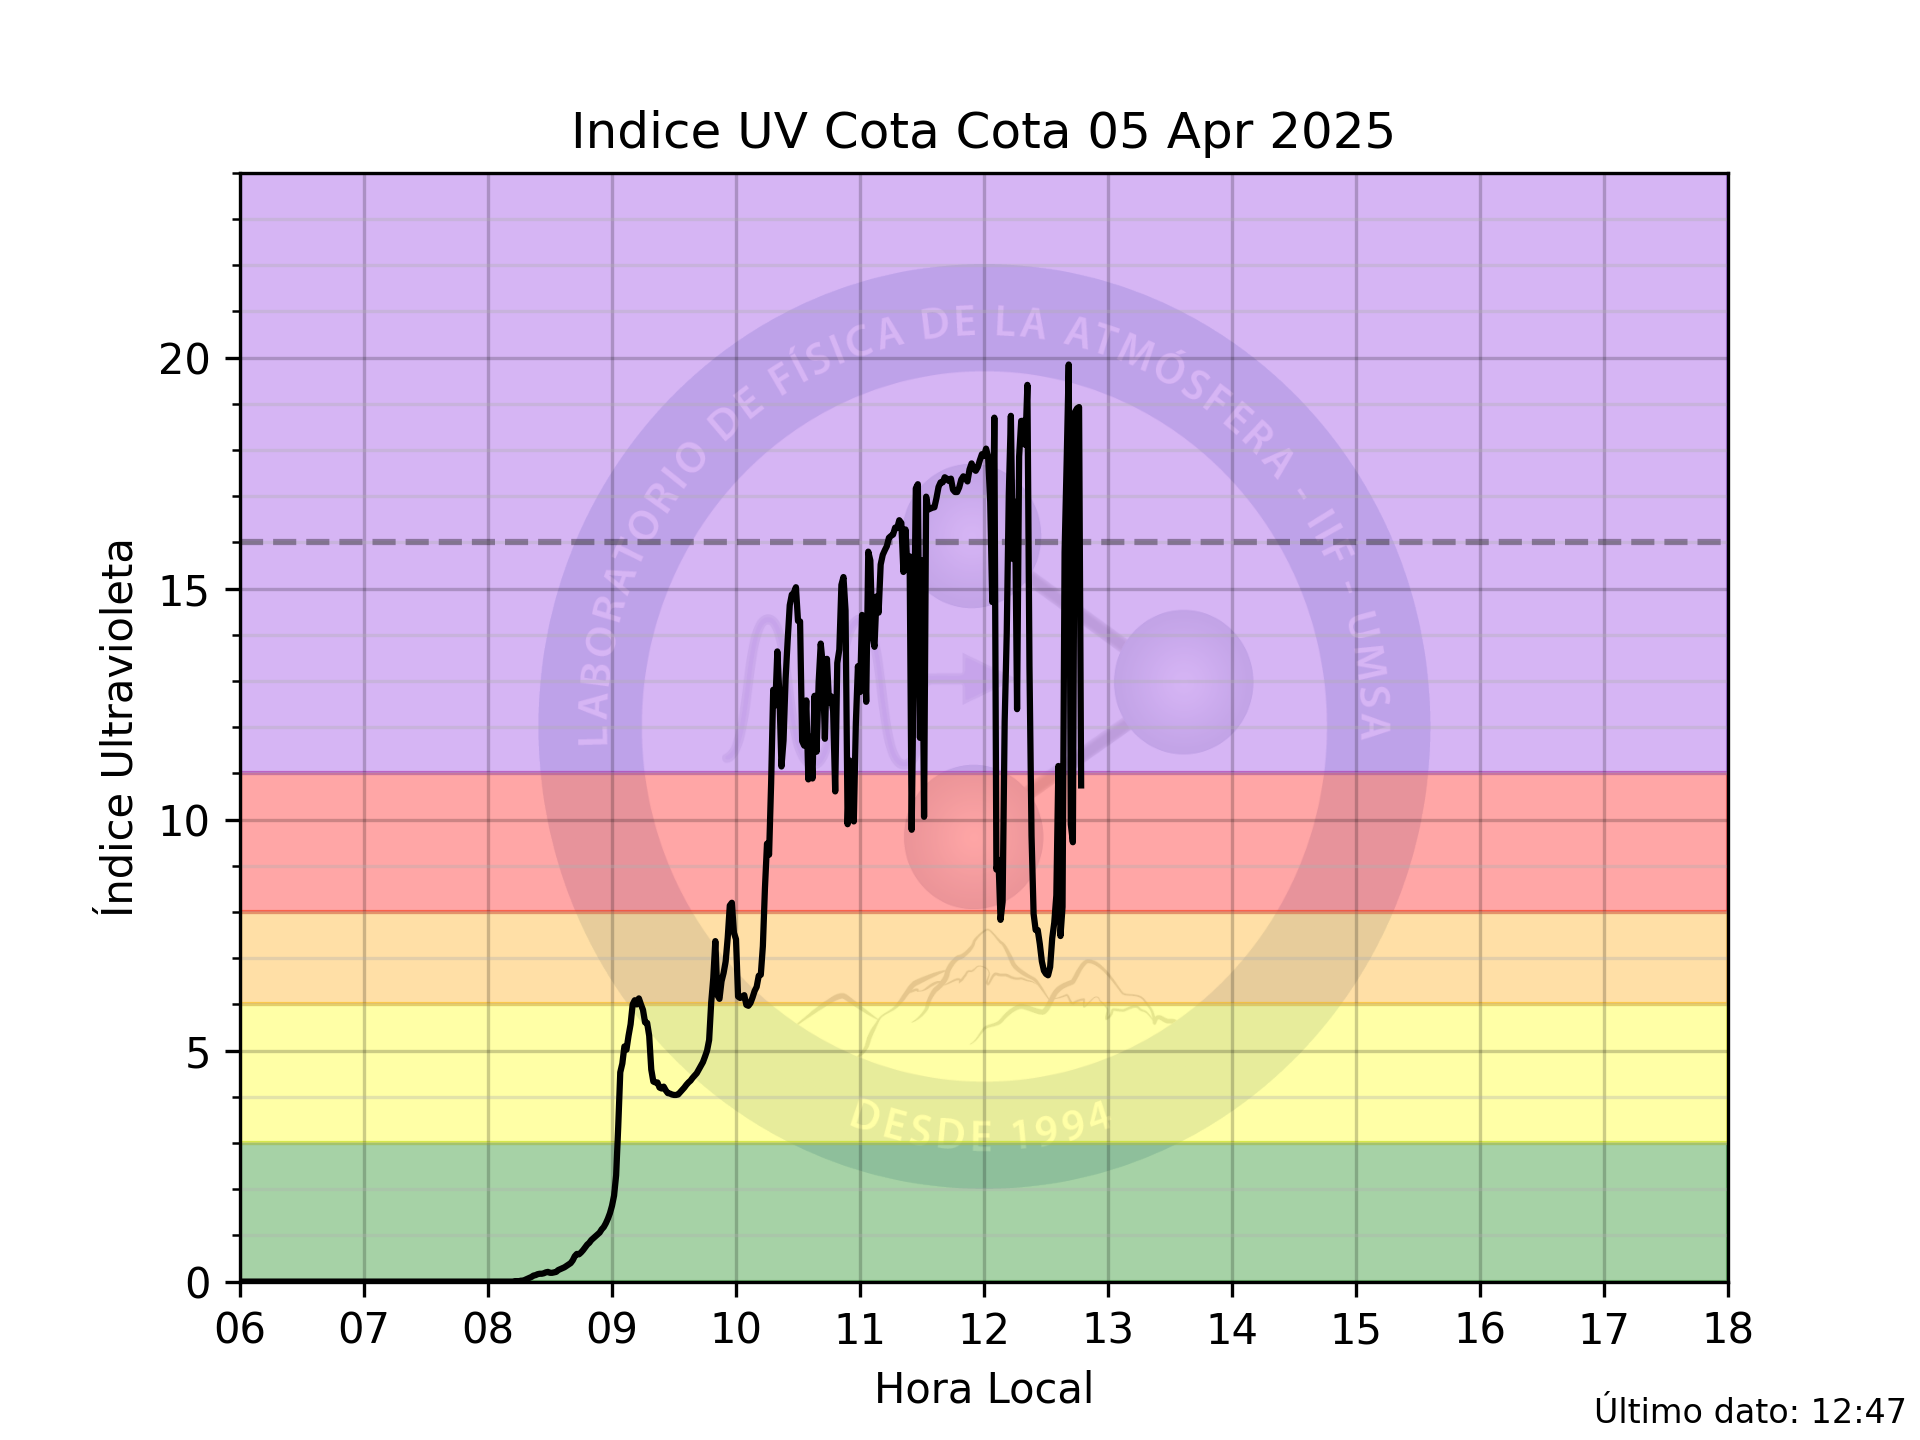 Indice UV Cota Cota 05 Apr 2025
Índice Ultravioleta
20
15
10
5
0
LABORATORIO DE FÍSICA DE LA ATMÓSFERA - IIF - UMSA
DESDE 1994
06 07 08 09 10 11 12 13 14 15 16 17 18
Hora Local
Último dato: 12:47